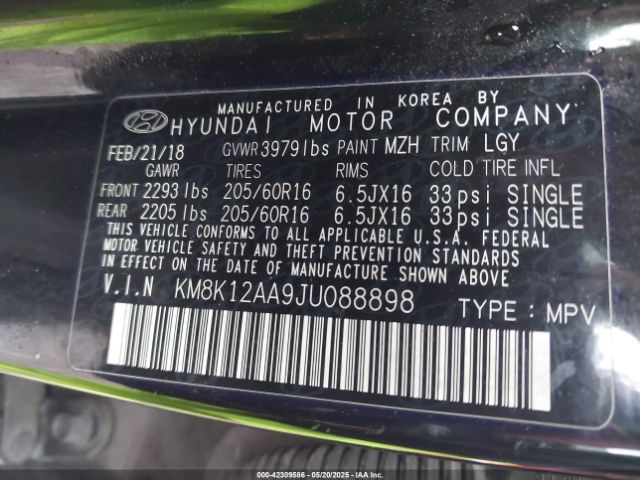 MANUFACTURED IN KOREA BY
HYUNDAI MOTOR COMPANY
FEB/21/18 GVWR 3979 lbs PAINT MZH TRIM LGY
GAWR TIRES RIMS COLD TIRE INFL
FRONT 2293 lbs 205/60R16 6.5JX16 33 psi SINGLE
REAR 2205 lbs 205/60R16 6.5JX16 33 psi SINGLE
THIS VEHICLE CONFORMS TO ALL APPLICABLE U.S.A. FEDERAL
MOTOR VEHICLE SAFETY AND THEFT PREVENTION STANDARDS
IN EFFECT ON THE DATE OF MANUFACTURE SHOWN ABOVE.
V.I.N KM8K12AA9JU088898 TYPE : MPV
000-42309586 - 05/20/2025 - IAAI.COM